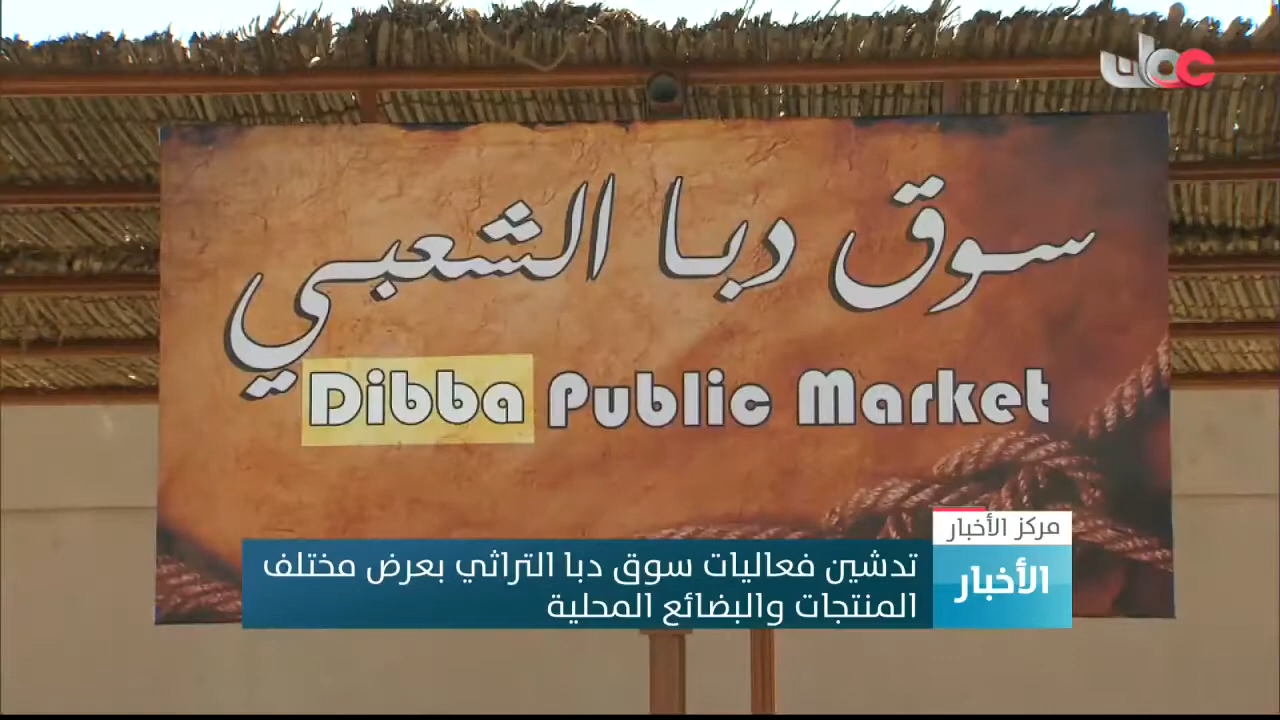 سوق دبا الشعبي
Dibba Public Market
مركز الأخبار
الأخبار
تدشين فعاليات سوق دبا التراثي بعرض مختلف
المنتجات والبضائع المحلية